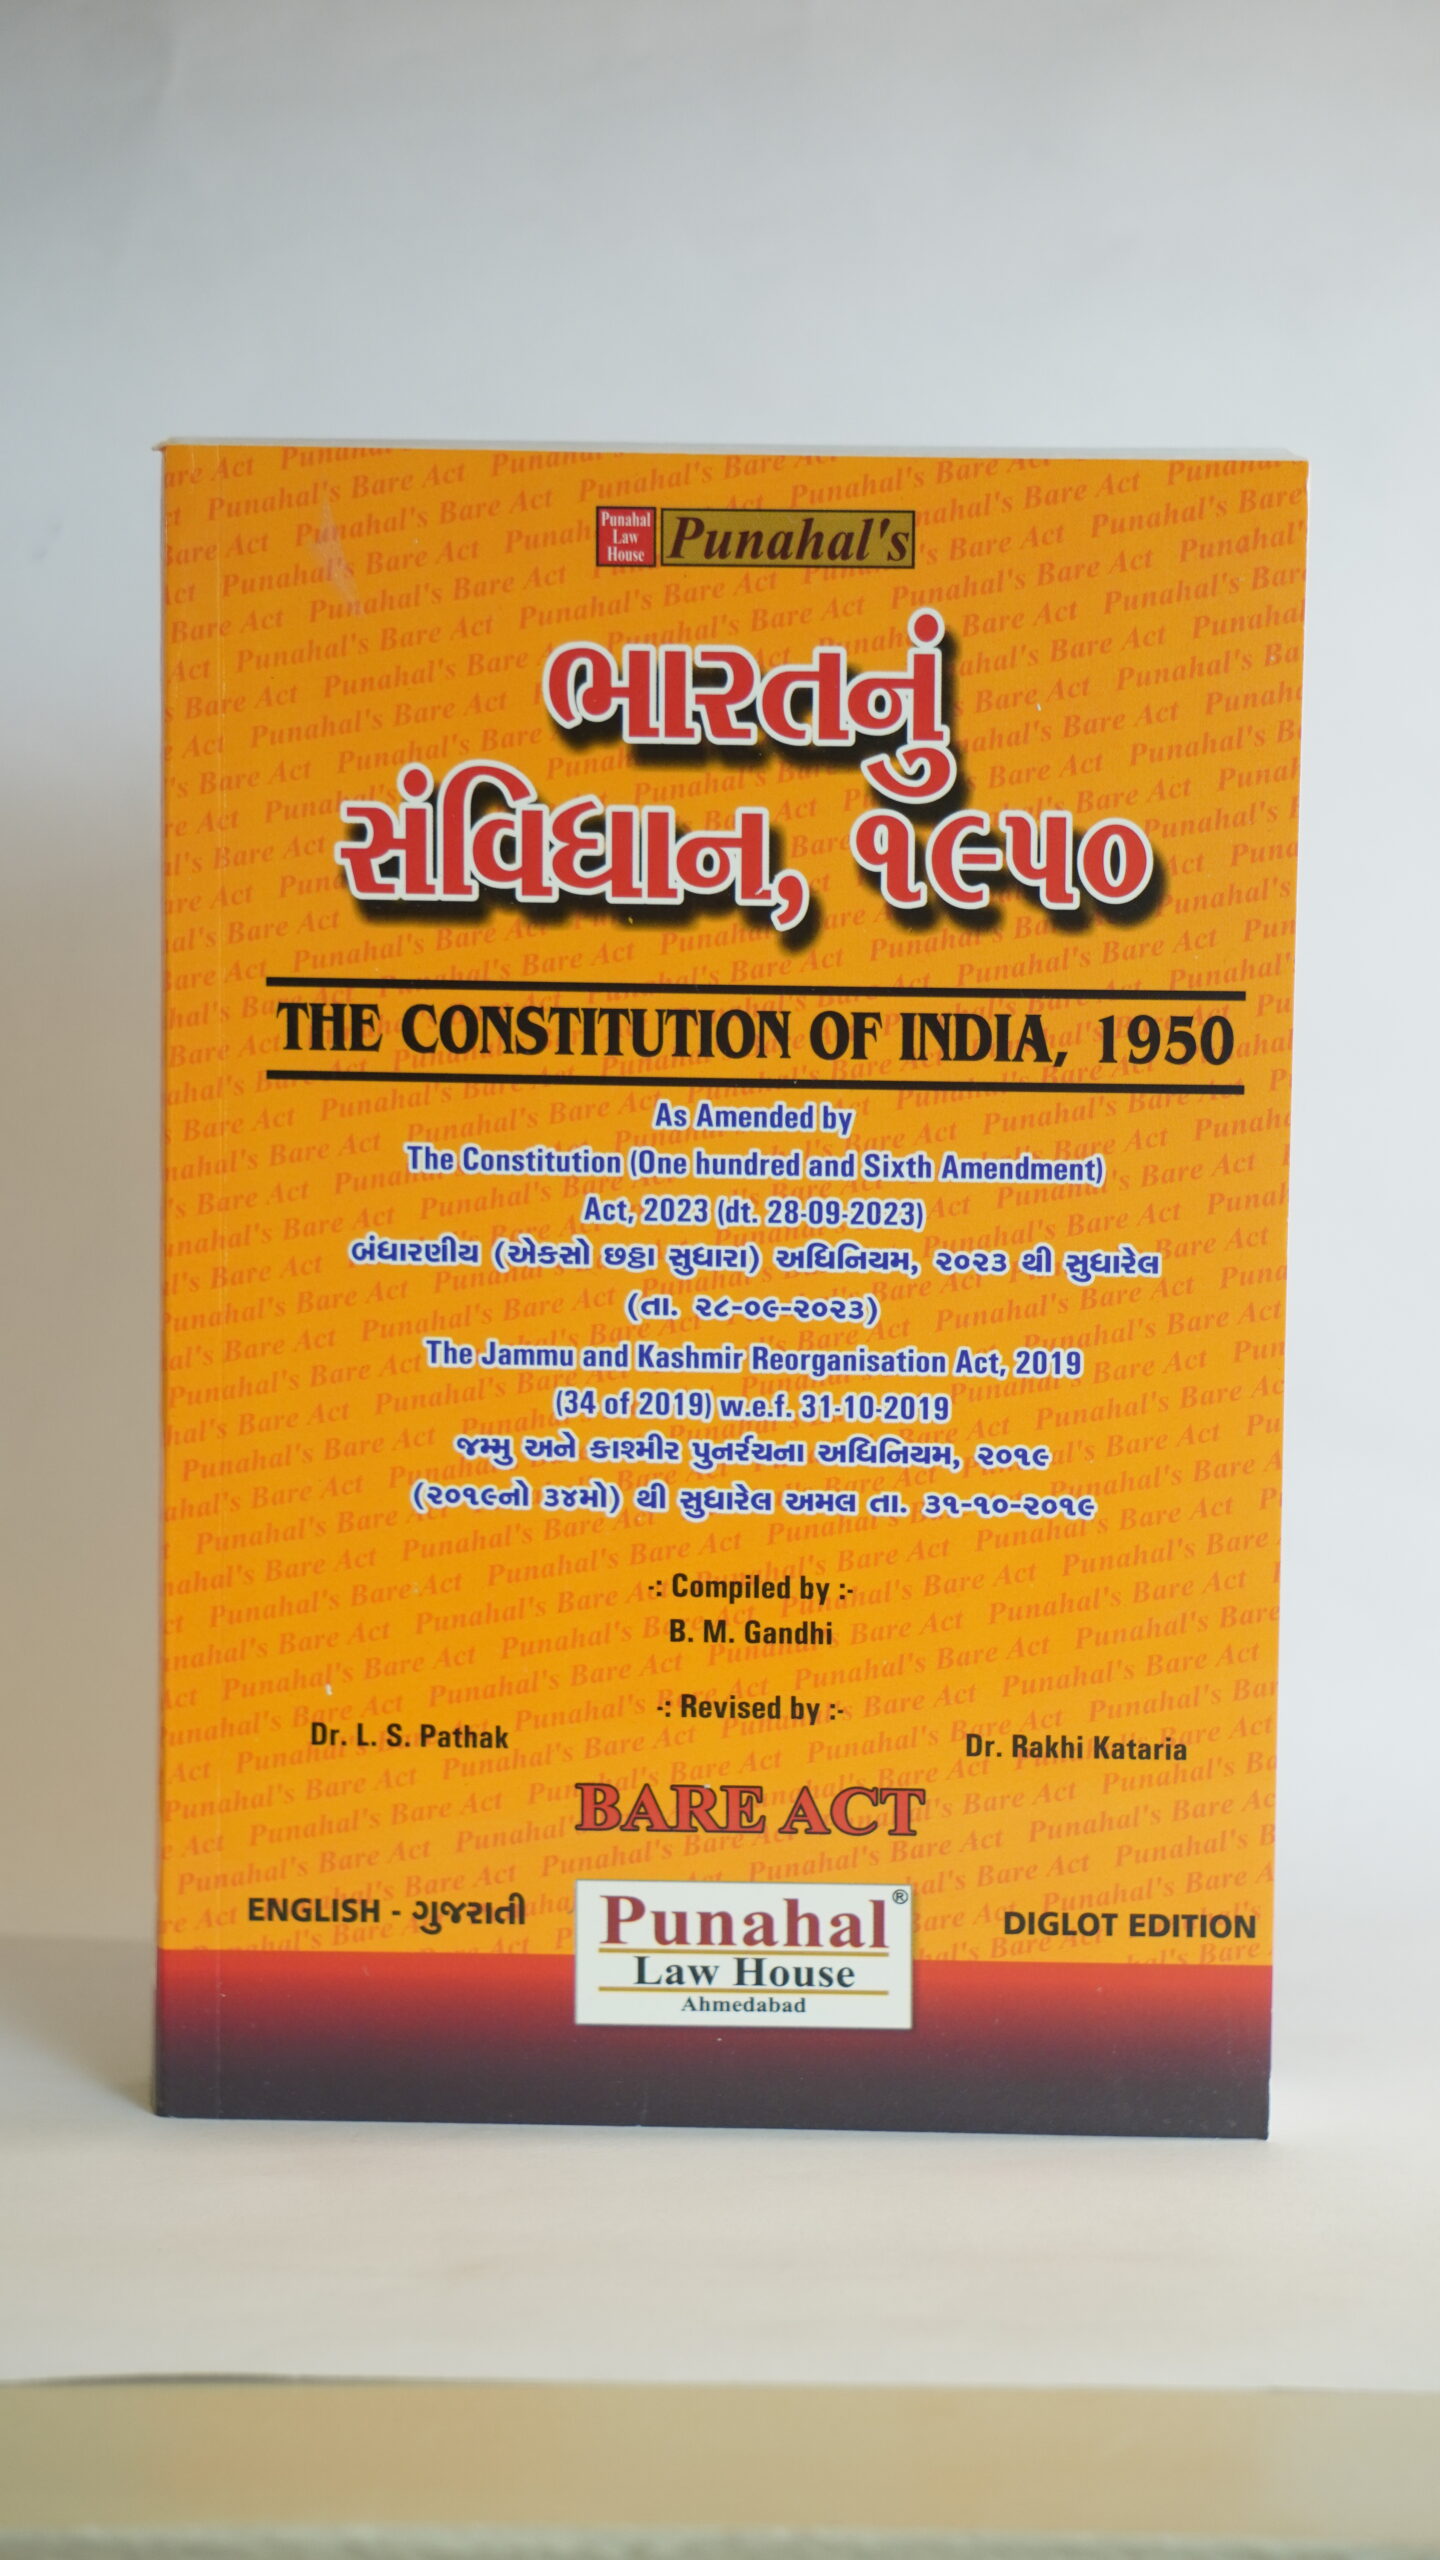 Punahal
Law
House
Punahal's
ભારતનું
સંવિધાન, ૧૯૫૦
THE CONSTITUTION OF INDIA, 1950
As Amended by
The Constitution (One hundred and Sixth Amendment)
Act, 2023 (dt. 28-09-2023)
બંધારણીય (એકસો છઠ્ઠા સુધારા) અધિનિયમ, ૨૦૨૩ થી સુધારેલ
(તા. ૨૮-૦૯-૨૦૨૩)
The Jammu and Kashmir Reorganisation Act, 2019
(34 of 2019) w.e.f. 31-10-2019
જમ્મુ અને કાશ્મીર પુનર્રચના અધિનિયમ, ૨૦૧૯
(૨૦૧૯નો ૩૪મો) થી સુધારેલ અમલ તા. ૩૧-૧૦-૨૦૧૯
-: Compiled by :-
B. M. Gandhi
-: Revised by :-
Dr. L. S. Pathak
Dr. Rakhi Kataria
BARE ACT
ENGLISH - ગુજરાતી
DIGLOT EDITION
Punahal®
Law House
Ahmedabad